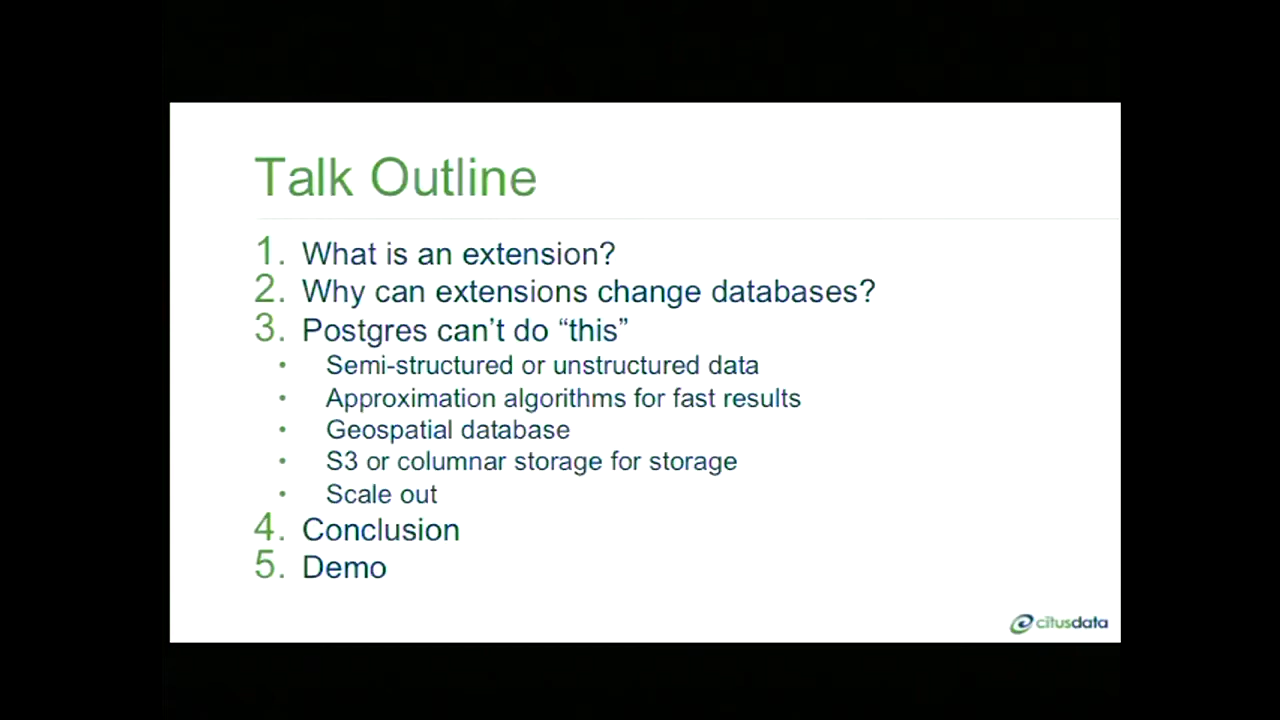 Talk Outline
1. What is an extension?
2. Why can extensions change databases?
3. Postgres can’t do “this”
• Semi-structured or unstructured data
• Approximation algorithms for fast results
• Geospatial database
• S3 or columnar storage for storage
• Scale out
4. Conclusion
5. Demo
citusdata